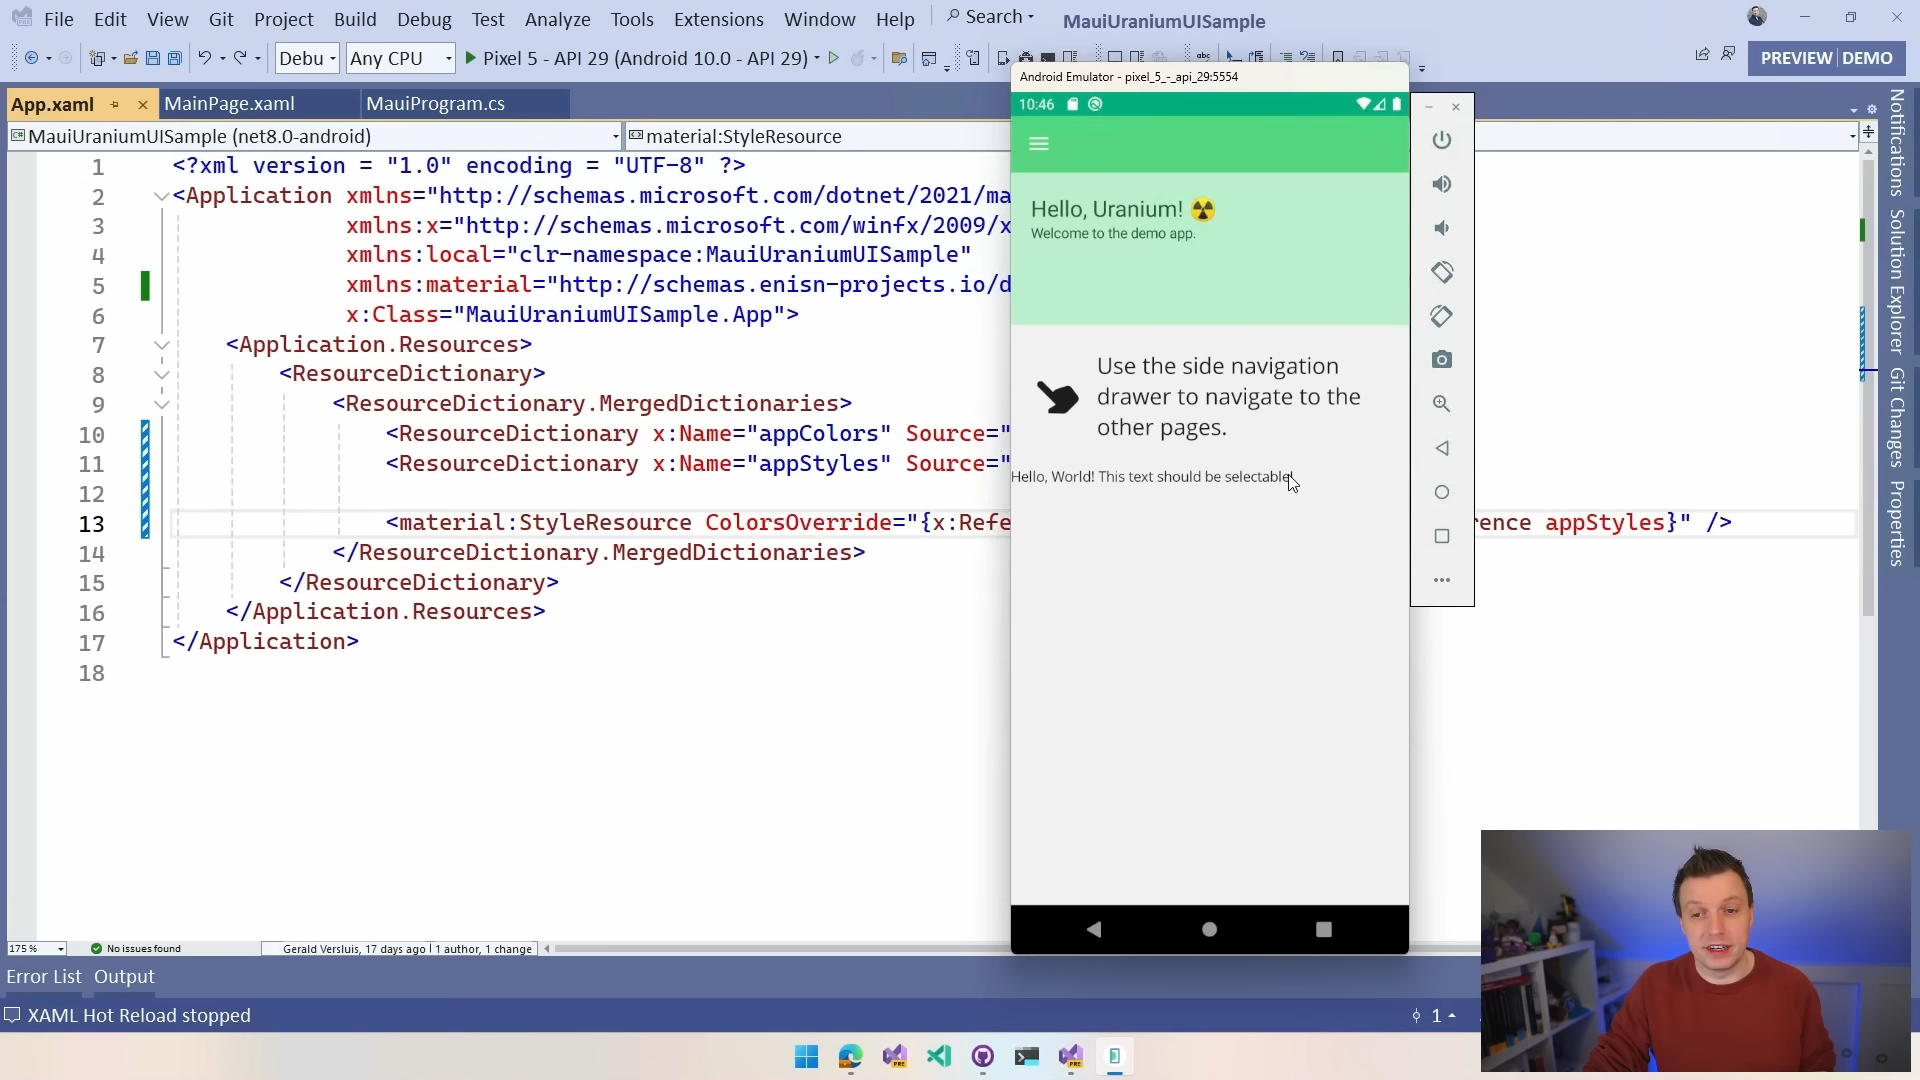 File Edit View Git Project Build Debug Test Analyze Tools Extensions Window Help Search MauiUraniumUISample
Debu Any CPU Pixel 5 - API 29 (Android 10.0 - API 29) PREVIEW DEMO
Android Emulator - pixel_5_-_api_29:5554
App.xaml MainPage.xaml MauiProgram.cs
MauiUraniumUISample (net8.0-android) material:StyleResource
1 <?xml version = "1.0" encoding = "UTF-8" ?>
2 <Application xmlns="http://schemas.microsoft.com/dotnet/2021/ma
3 xmlns:x="http://schemas.microsoft.com/winfx/2009/x
4 xmlns:local="clr-namespace:MauiUraniumUISample"
5 xmlns:material="http://schemas.enisn-projects.io/d
6 x:Class="MauiUraniumUISample.App">
7 <Application.Resources>
8 <ResourceDictionary>
9 <ResourceDictionary.MergedDictionaries>
10 <ResourceDictionary x:Name="appColors" Source="
11 <ResourceDictionary x:Name="appStyles" Source="
12
13 <material:StyleResource ColorsOverride="{x:Refe rence appStyles}" />
14 </ResourceDictionary.MergedDictionaries>
15 </ResourceDictionary>
16 </Application.Resources>
17 </Application>
18
10:46
Hello, Uranium! ☢️
Welcome to the demo app.
Use the side navigation
drawer to navigate to the
other pages.
Hello, World! This text should be selectable!
Notifications
Solution Explorer
Git Changes
Properties
175 % No issues found Gerald Versluis, 17 days ago | 1 author, 1 change
Error List Output
XAML Hot Reload stopped 1